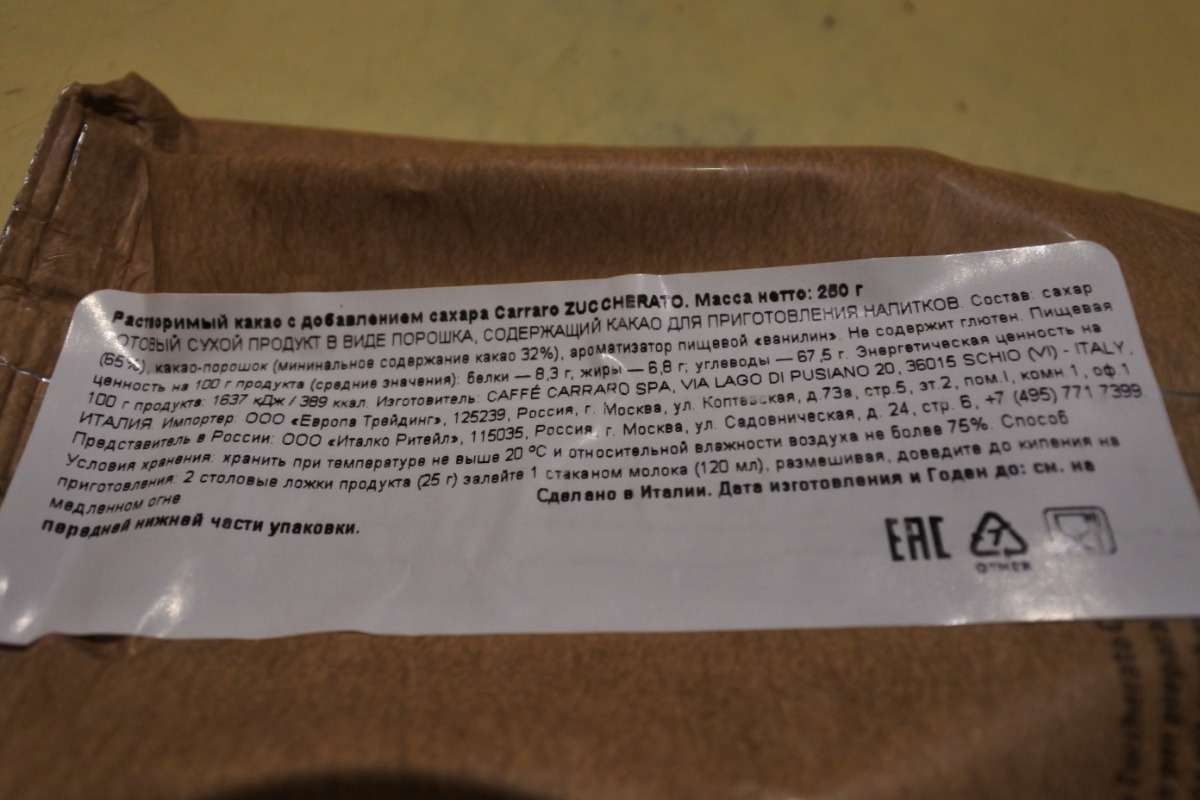 Растворимый какао с добавлением сахара Carraro ZUCCHERATO. Масса нетто: 250 г
ГОТОВЫЙ СУХОЙ ПРОДУКТ В ВИДЕ ПОРОШКА, СОДЕРЖАЩИЙ КАКАО ДЛЯ ПРИГОТОВЛЕНИЯ НАПИТКОВ. Состав: сахар
(65%), какао-порошок (мининальное содержание какао 32%), ароматизатор пищевой «ванилин». Не содержит глютен. Пищевая
ценность на 100 г продукта (средние значения): белки — 8,3 г, жиры — 6,8 г, углеводы — 67,5 г. Энергетическая ценность на
100 г продукта: 1637 кДж / 389 ккал. Изготовитель: CAFFÉ CARRARO SPA, VIA LAGO DI PUSIANO 20, 36015 SCHIO (VI) - ITALY,
ИТАЛИЯ Импортер: ООО «Европа Трейдинг», 125239, Россия, г. Москва, ул. Коптевская, д.73а, стр.5, эт.2, пом.I, комн 1, оф.1
Представитель в России: ООО «Италко Ритейл», 115035, Россия, г. Москва, ул. Садовническая, д. 24, стр. 6, +7 (495) 771 7399
Условия хранения: хранить при температуре не выше 20 °С и относительной влажности воздуха не более 75%. Способ
приготовления: 2 столовые ложки продукта (25 г) залейте 1 стаканом молока (120 мл), размешивая, доведите до кипения на
медленном огне
Сделано в Италии. Дата изготовления и Годен до: см. на
передней нижней части упаковки.
EAC
7
OTHER